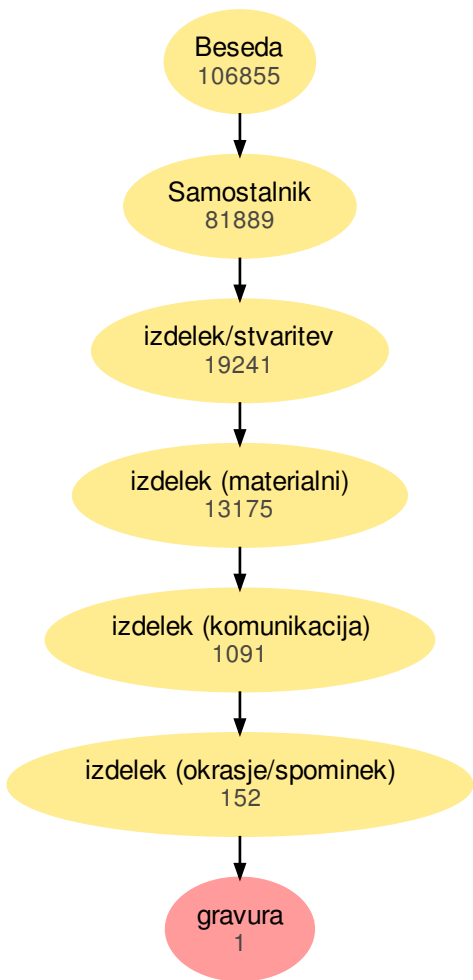 Beseda
106855
Samostalnik
81889
izdelek/stvaritev
19241
izdelek (materialni)
13175
izdelek (komunikacija)
1091
izdelek (okrasje/spominek)
152
gravura
1